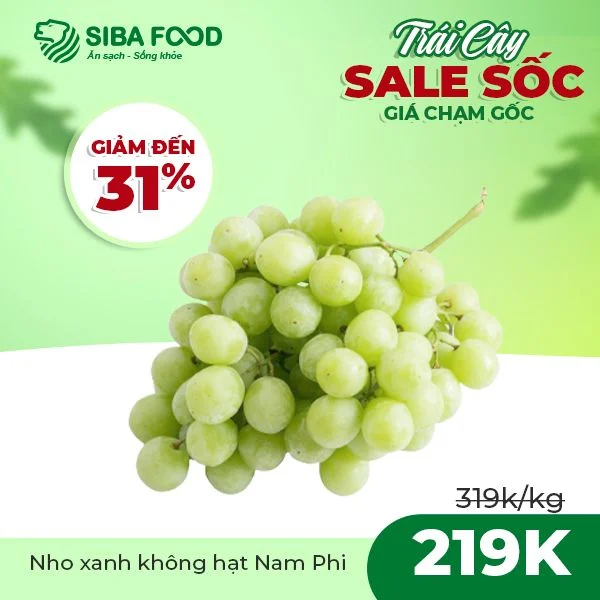 SIBA FOOD
Ăn sạch - Sống khỏe
Trái Cây
SALE SỐC
GIÁ CHẠM GỐC
GIẢM ĐẾN
31%
319k/kg
Nho xanh không hạt Nam Phi
219K